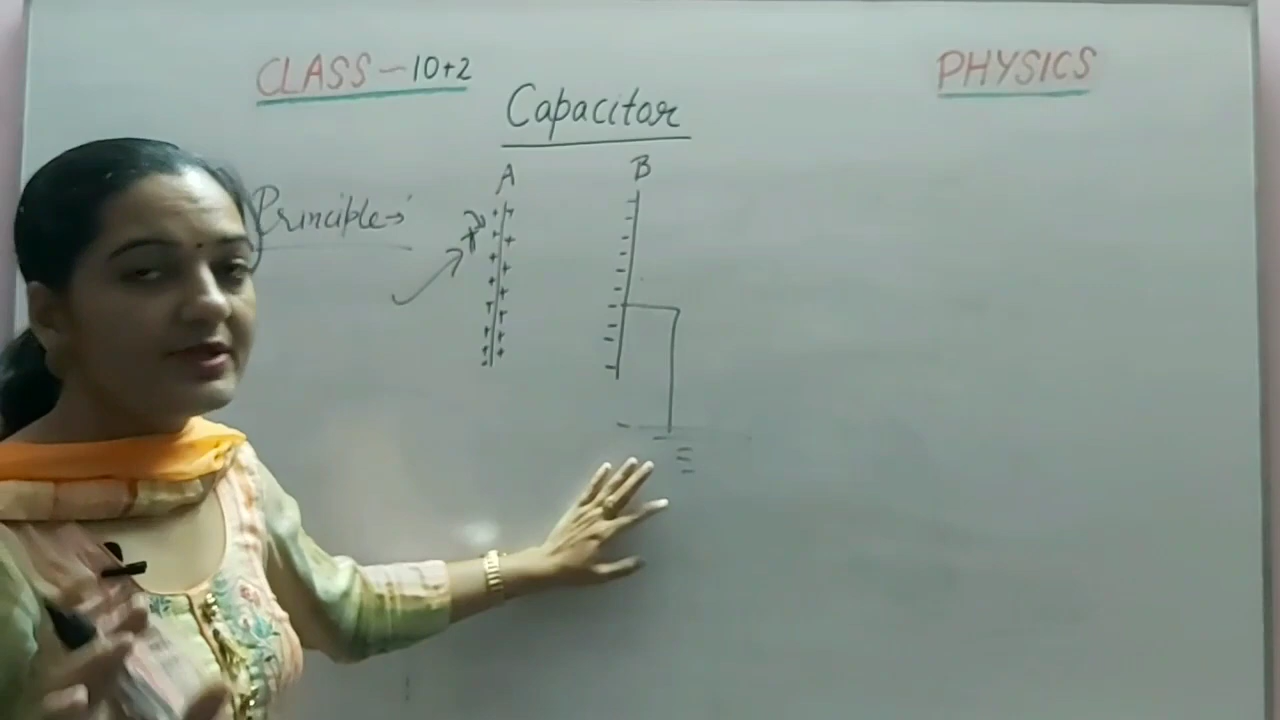 CLASS - 10+2
PHYSICS
Capacitor
A
B
Principle →